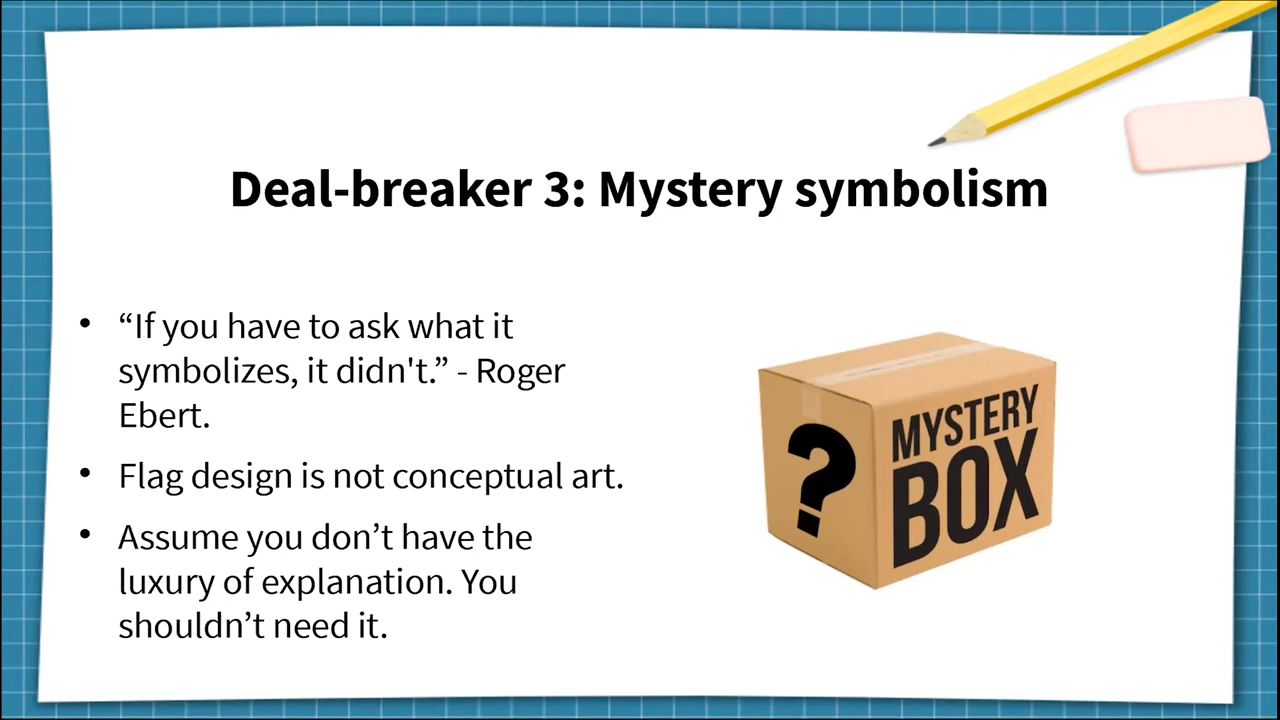 Deal-breaker 3: Mystery symbolism
• “If you have to ask what it
symbolizes, it didn't.” - Roger
Ebert.
• Flag design is not conceptual art.
• Assume you don’t have the
luxury of explanation. You
shouldn’t need it.
?
MYSTERY
BOX